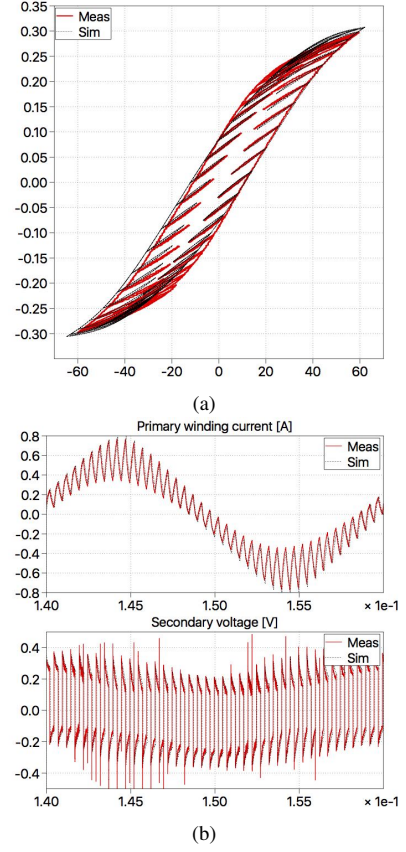 0.35
0.30
0.25
0.20
0.15
0.10
0.05
0.00
-0.05
-0.10
-0.15
-0.20
-0.25
-0.30
Meas
Sim
-60 -40 -20 0 20 40 60
(a)
Primary winding current [A]
0.8
0.6
0.4
0.2
0.0
-0.2
-0.4
-0.6
-0.8
Meas
Sim
1.40 1.45 1.50 1.55 × 1e-1
Secondary voltage [V]
0.4
0.2
0.0
-0.2
-0.4
Meas
Sim
1.40 1.45 1.50 1.55 × 1e-1
(b)